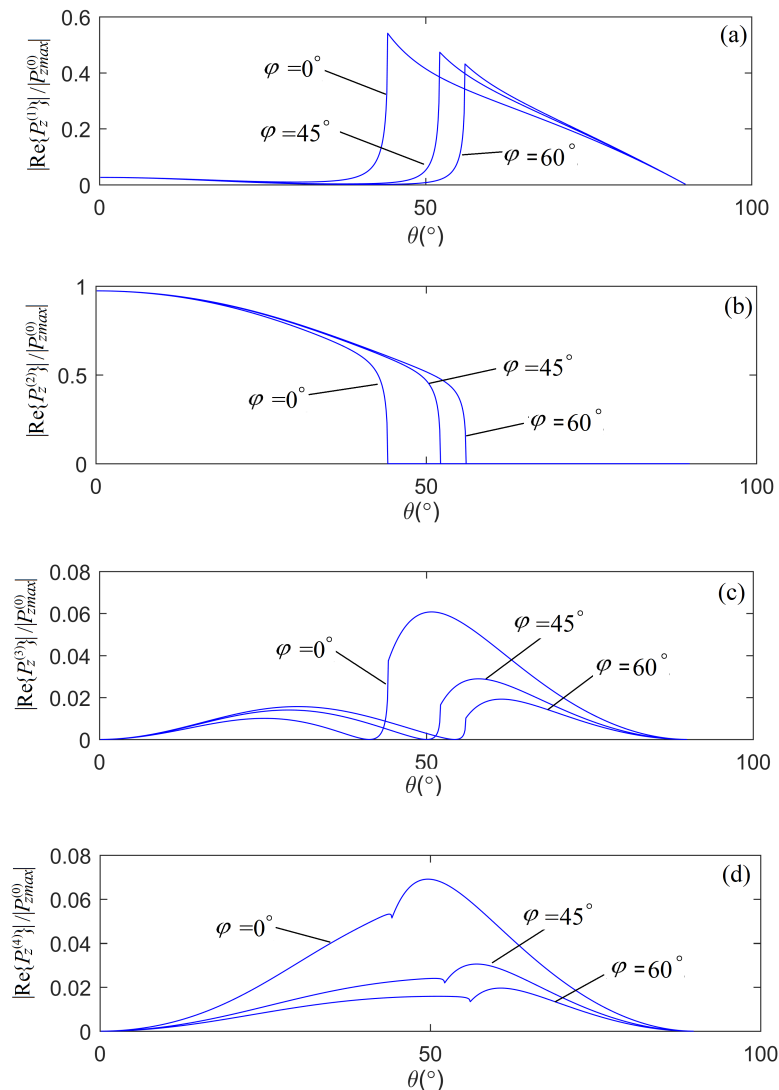 (a)
|Re{P_z^{(1)}}|/|P_{zmax}^{(0)}|
0.6
0.4
0.2
0
φ=0°
φ=45°
φ=60°
0 50 100
θ(°)
(b)
|Re{P_z^{(2)}}|/|P_{zmax}^{(0)}|
1
0.5
0
φ=0°
φ=45°
φ=60°
0 50 100
θ(°)
(c)
|Re{P_z^{(3)}}|/|P_{zmax}^{(0)}|
0.08
0.06
0.04
0.02
0
φ=0°
φ=45°
φ=60°
0 50 100
θ(°)
(d)
|Re{P_z^{(4)}}|/|P_{zmax}^{(0)}|
0.08
0.06
0.04
0.02
0
φ=0°
φ=45°
φ=60°
0 50 100
θ(°)